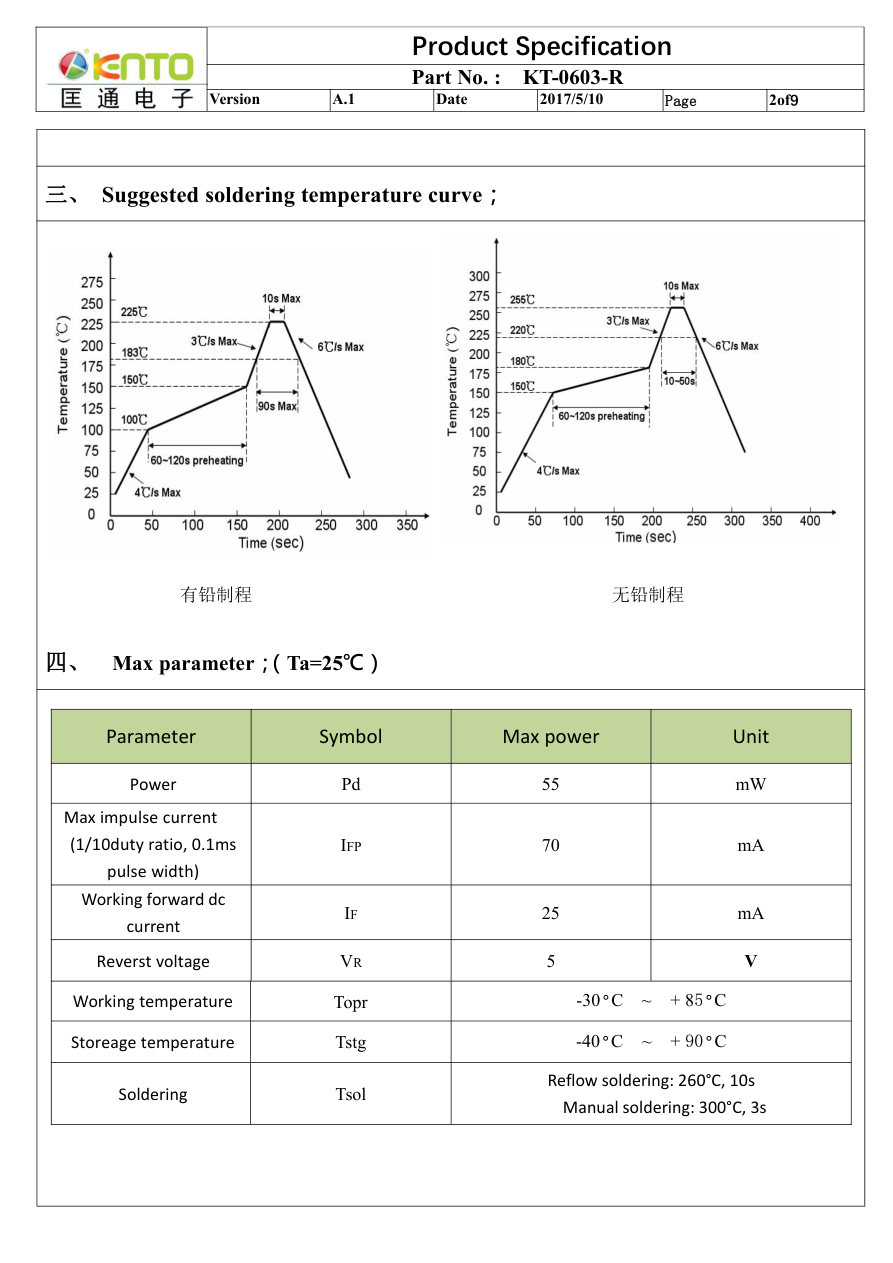 KENTO
匡通电子
Product Specification
Part No. : KT-0603-R
Version A.1 Date 2017/5/10 Page 2of9
三、 Suggested soldering temperature curve；
Temperature (℃)
275
250
225
200
175
150
125
100
75
50
25
0
225℃
183℃
150℃
100℃
10s Max
3℃/s Max
6℃/s Max
90s Max
60~120s preheating
4℃/s Max
0 50 100 150 200 250 300 350
Time (sec)
Temperature (℃)
300
275
250
225
200
175
150
125
100
75
50
25
0
255℃
220℃
180℃
150℃
10s Max
3℃/s Max
6℃/s Max
10~50s
60~120s preheating
4℃/s Max
0 50 100 150 200 250 300 350 400
Time (sec)
有铅制程 无铅制程
四、 Max parameter；( Ta=25℃ )
Parameter Symbol Max power Unit
Power Pd 55 mW
Max impulse current
(1/10duty ratio, 0.1ms
pulse width)
IFP 70 mA
Working forward dc
current
IF 25 mA
Reverst voltage VR 5 V
Working temperature Topr -30°C ~ +85°C
Storeage temperature Tstg -40°C ~ +90°C
Soldering Tsol
Reflow soldering: 260°C, 10s
Manual soldering: 300°C, 3s